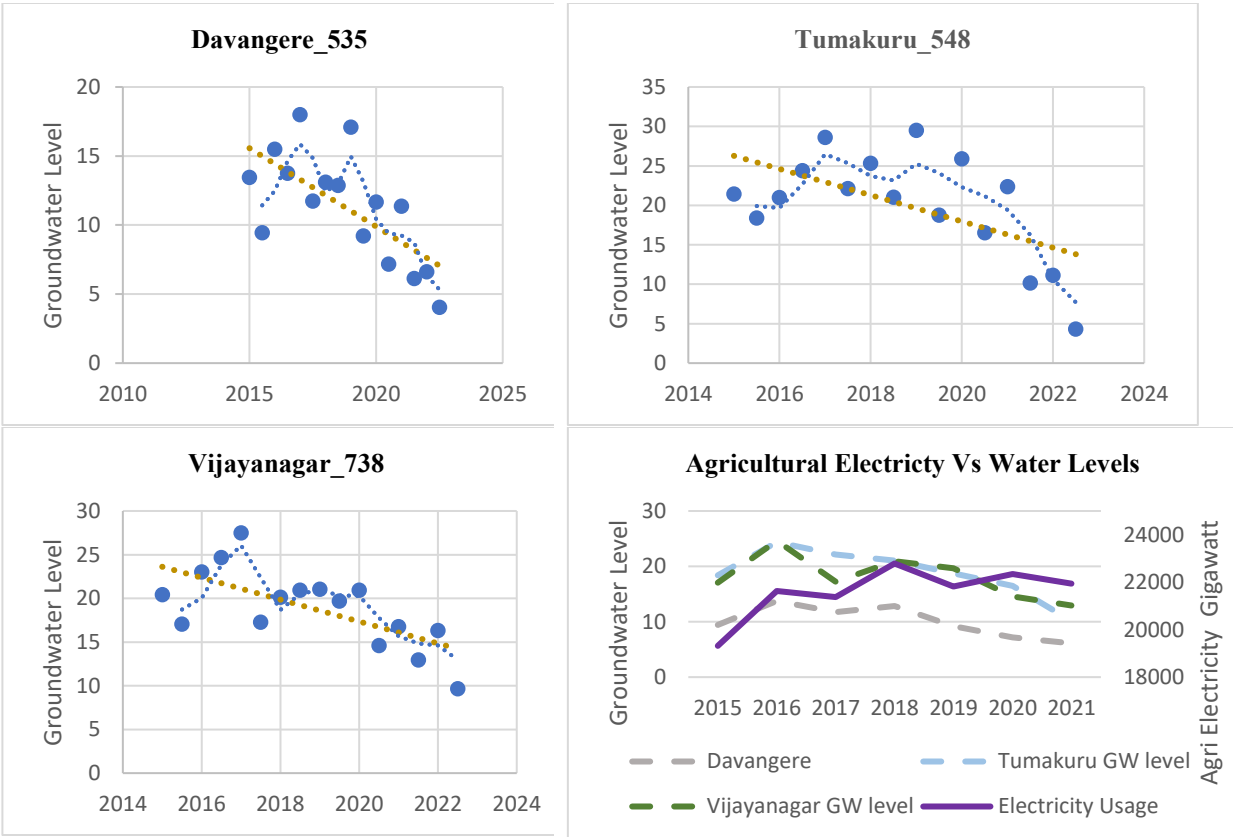 Davangere_535
Groundwater Level
20
15
10
5
0
2010 2015 2020 2025
Tumakuru_548
Groundwater Level
35
30
25
20
15
10
5
0
2014 2016 2018 2020 2022 2024
Vijayanagar_738
Groundwater Level
30
25
20
15
10
5
0
2014 2016 2018 2020 2022 2024
Agricultural Electricty Vs Water Levels
Groundwater Level
30
20
10
0
24000
22000
20000
18000
Agri Electricity Gigawatt
2015 2016 2017 2018 2019 2020 2021
Davangere
Tumakuru GW level
Vijayanagar GW level
Electricity Usage